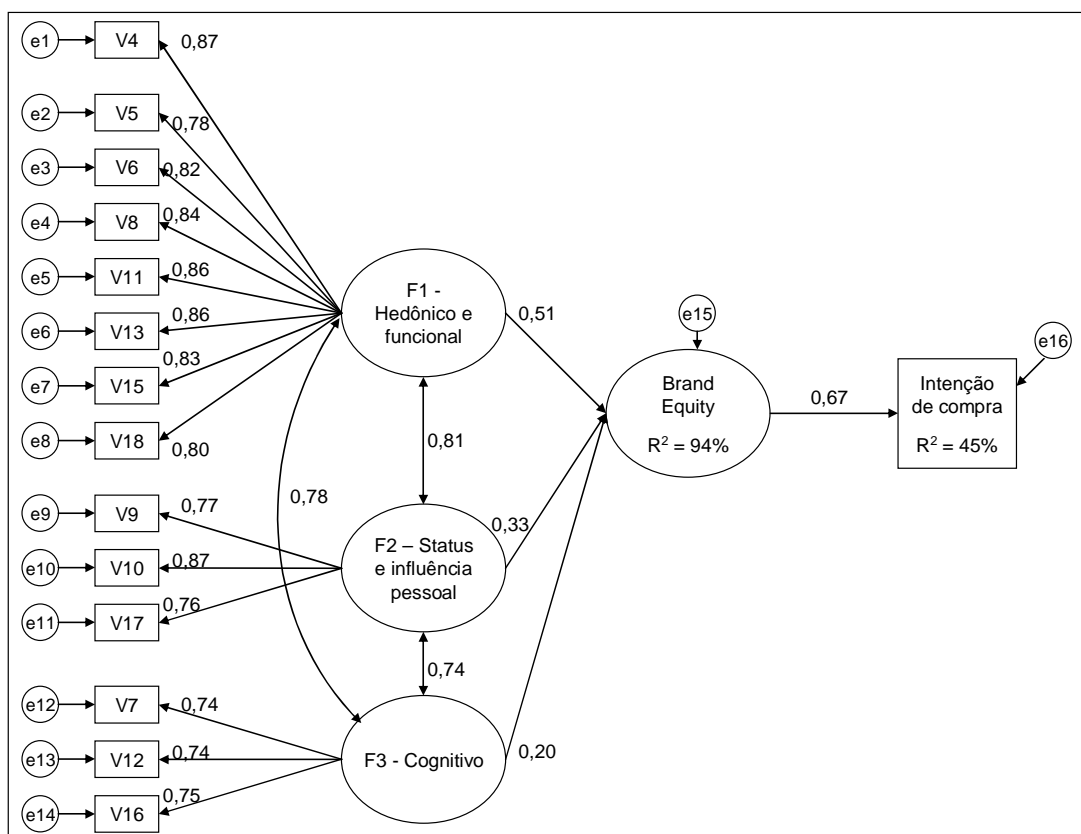 e1
V4
0,87
e2
V5
0,78
e3
V6
0,82
e4
V8
0,84
e5
V11
0,86
e6
V13
0,86
e7
V15
0,83
e8
V18
0,80
F1 -
Hedônico e
funcional
0,51
0,81
0,78
e9
V9
0,77
e10
V10
0,87
e11
V17
0,76
F2 – Status
e influência
pessoal
0,33
0,74
e12
V7
0,74
e13
V12
0,74
e14
V16
0,75
F3 - Cognitivo
0,20
e15
Brand
Equity
R² = 94%
0,67
e16
Intenção
de compra
R² = 45%